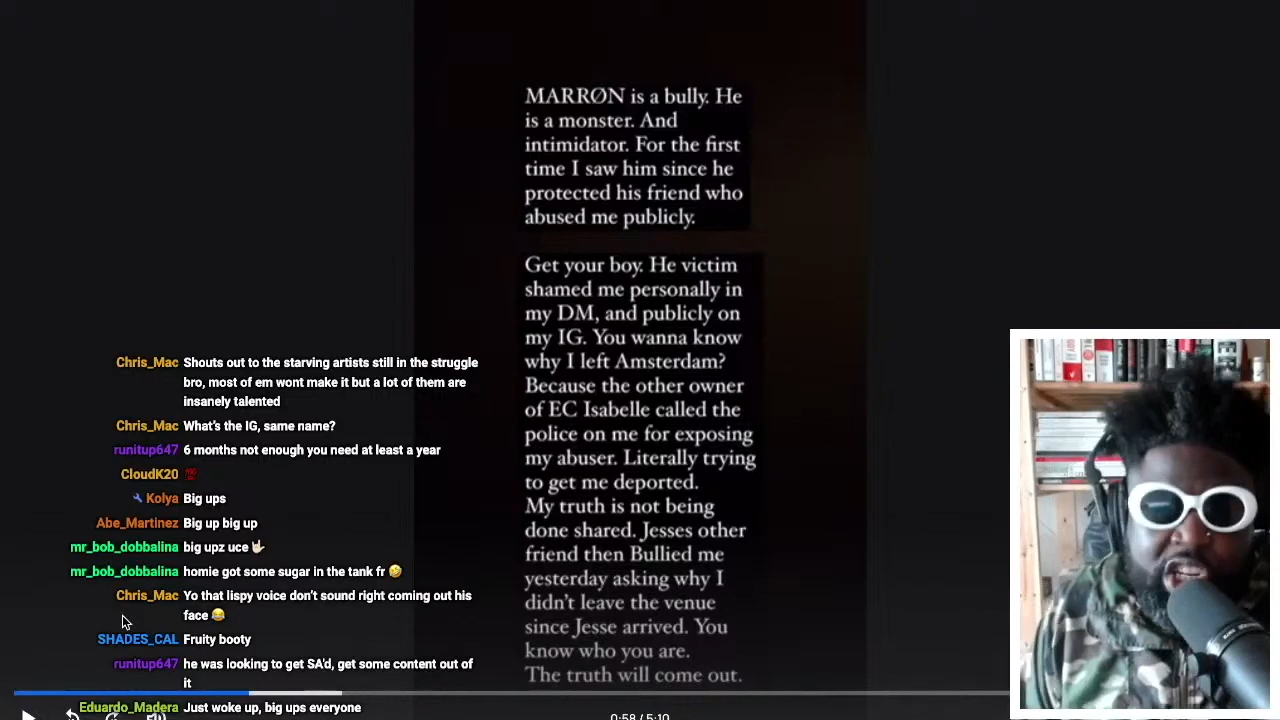 MARRØN is a bully. He
is a monster. And
intimidator. For the first
time I saw him since he
protected his friend who
abused me publicly.
Get your boy. He victim
shamed me personally in
my DM, and publicly on
my IG. You wanna know
why I left Amsterdam?
Because the other owner
of EC Isabelle called the
police on me for exposing
my abuser. Literally trying
to get me deported.
My truth is not being
done shared. Jesses other
friend then Bullied me
yesterday asking why I
didn't leave the venue
since Jesse arrived. You
know who you are.
The truth will come out.
Chris_Mac Shouts out to the starving artists still in the struggle
bro, most of em wont make it but a lot of them are
insanely talented
Chris_Mac What's the IG, same name?
runitup647 6 months not enough you need at least a year
CloudK20 💯
Kolya Big ups
Abe_Martinez Big up big up
mr_bob_dobbalina big upz uce 🤟🏻
mr_bob_dobbalina homie got some sugar in the tank fr 🤣
Chris_Mac Yo that lispy voice don't sound right coming out his
face 😂
SHADES_CAL Fruity booty
runitup647 he was looking to get SA'd, get some content out of
it
Eduardo_Madera Just woke up, big ups everyone
0:58 / 5:10